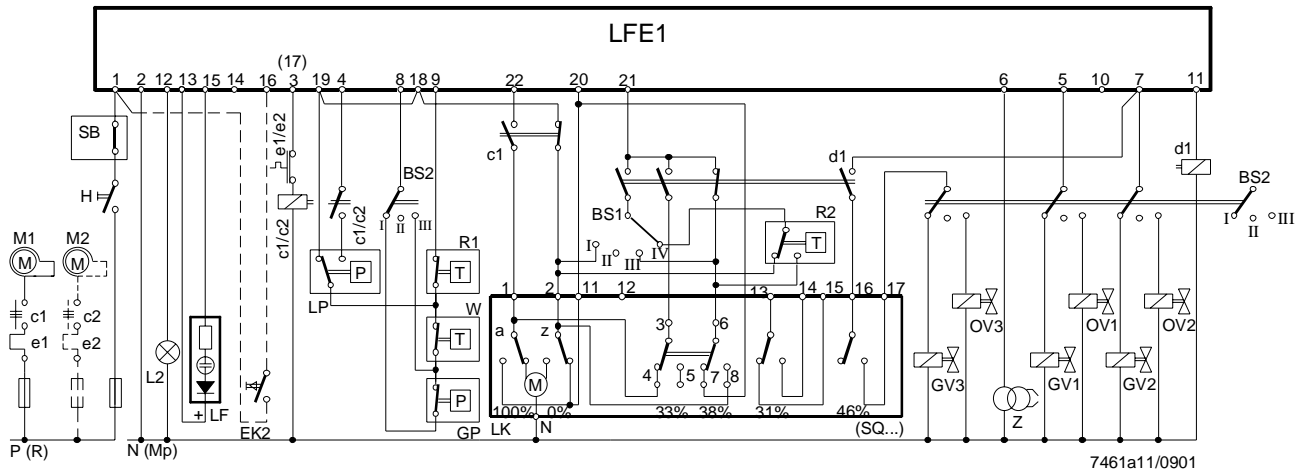 LFE1
(17)
1 2 12 13 15 14 16 3 19 4 8 18 9 22 20 21 6 5 10 7 11
SB
e1/e2
c1
d1
d1
H
BS2
BS2
c1/c2
c1/c2
BS1
R2
I II III
I II III IV
T
I II III
M1 M2
R1
M M
T
P
LP
W
1 2 11 12 13 14 15 16 17
OV3 OV1 OV2
c1 c2
T
a z 3 6
e1 e2
L2
M
4 5 7 8
GV3 GV1 GV2
P
100% 0% 33% 38% 31% 46%
+ LF
EK2
GP
LK N (SQ...)
Z
P (R) N (Mp)
7461a11/0901